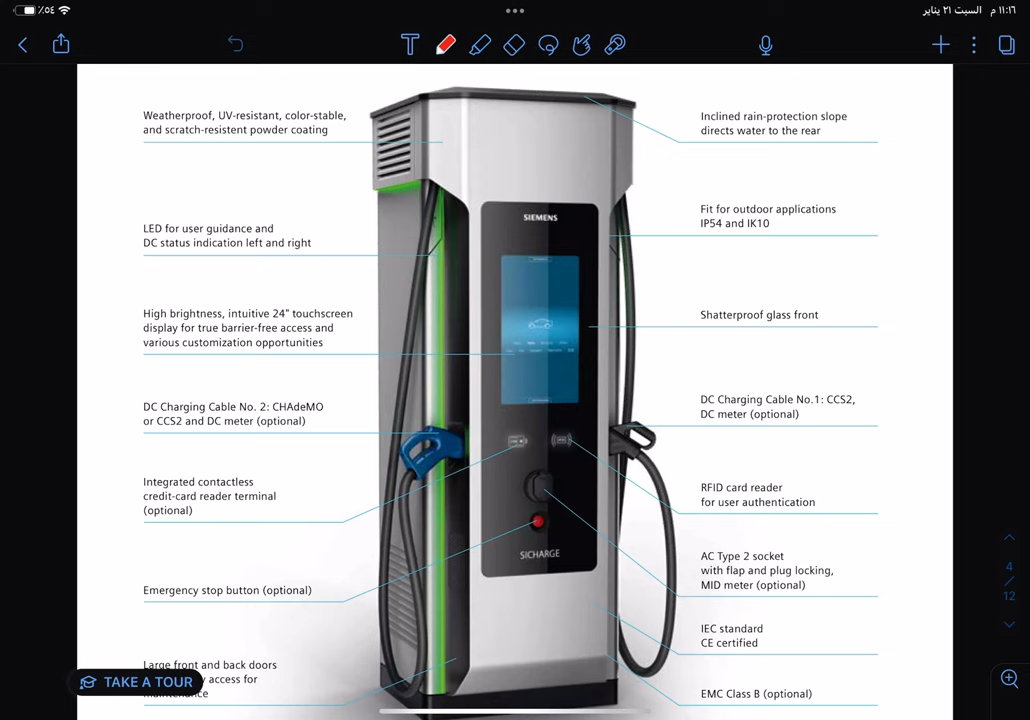 ٪٥٤
١١:١٦ م السبت ٢١ يناير
Weatherproof, UV-resistant, color-stable,
and scratch-resistant powder coating
LED for user guidance and
DC status indication left and right
High brightness, intuitive 24" touchscreen
display for true barrier-free access and
various customization opportunities
DC Charging Cable No. 2: CHAdeMO
or CCS2 and DC meter (optional)
Integrated contactless
credit-card reader terminal
(optional)
Emergency stop button (optional)
Large front and back doors
access for
TAKE A TOUR
SIEMENS
SICHARGE
Inclined rain-protection slope
directs water to the rear
Fit for outdoor applications
IP54 and IK10
Shatterproof glass front
DC Charging Cable No.1: CCS2,
DC meter (optional)
RFID card reader
for user authentication
AC Type 2 socket
with flap and plug locking,
MID meter (optional)
IEC standard
CE certified
EMC Class B (optional)
4
/
12